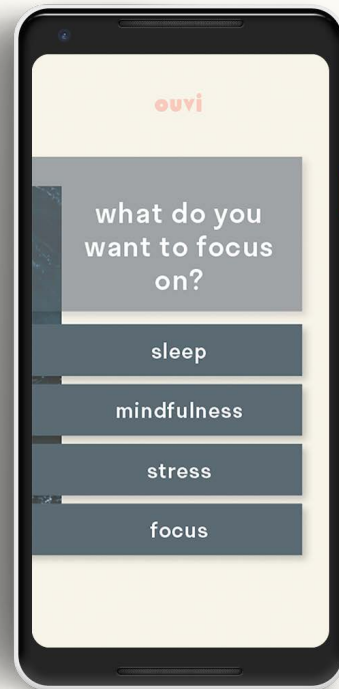 ouvi
what do you
want to focus
on?
sleep
mindfulness
stress
focus